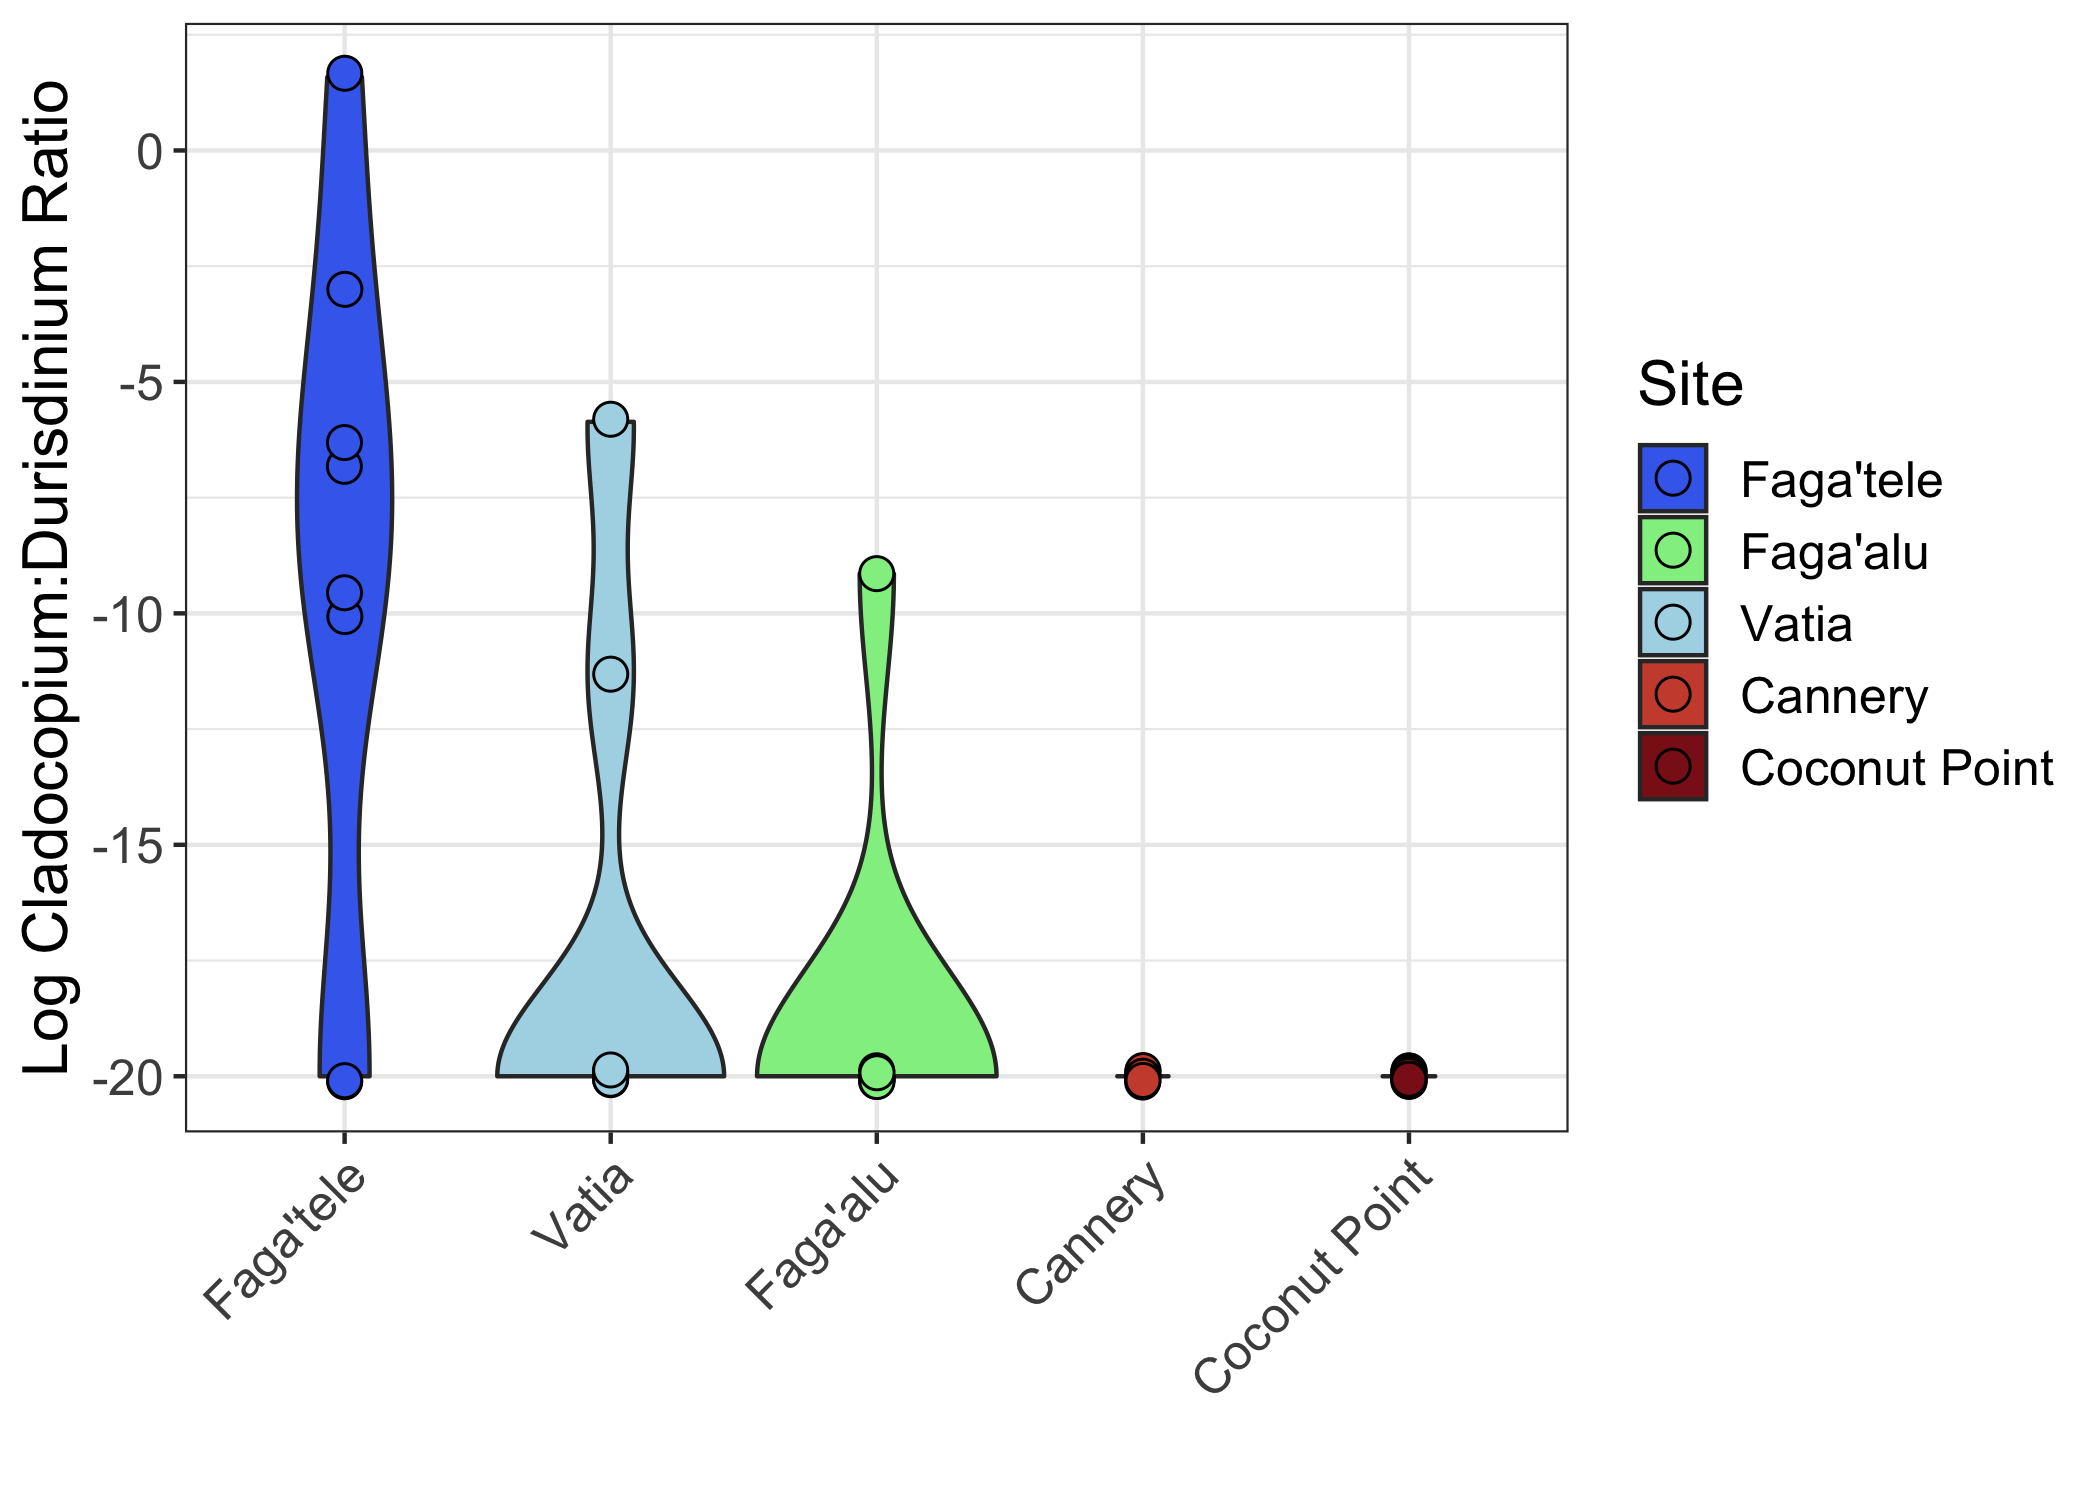 Log Cladocopium:Durisdinium Ratio
0
-5
-10
-15
-20
Faga'tele
Vatia
Faga'alu
Cannery
Coconut Point
Site
Faga'tele
Faga'alu
Vatia
Cannery
Coconut Point